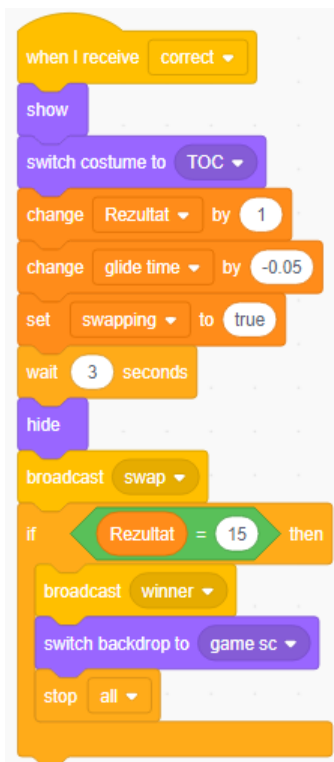 when I receive correct
show
switch costume to TOC
change Rezultat by 1
change glide time by -0.05
set swapping to true
wait 3 seconds
hide
broadcast swap
if Rezultat = 15 then
broadcast winner
switch backdrop to game sc
stop all